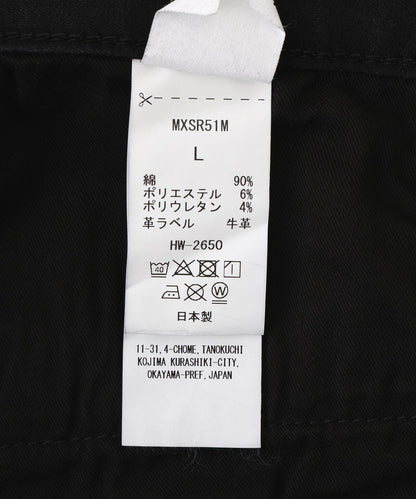 MXSR51M
L
綿 90%
ポリエステル 6%
ポリウレタン 4%
革ラベル 牛革
HW-2650
40
W
日本製
11-31,4-CHOME,TANOKUCHI
KOJIMA KURASHIKI-CITY,
OKAYAMA-PREF,JAPAN